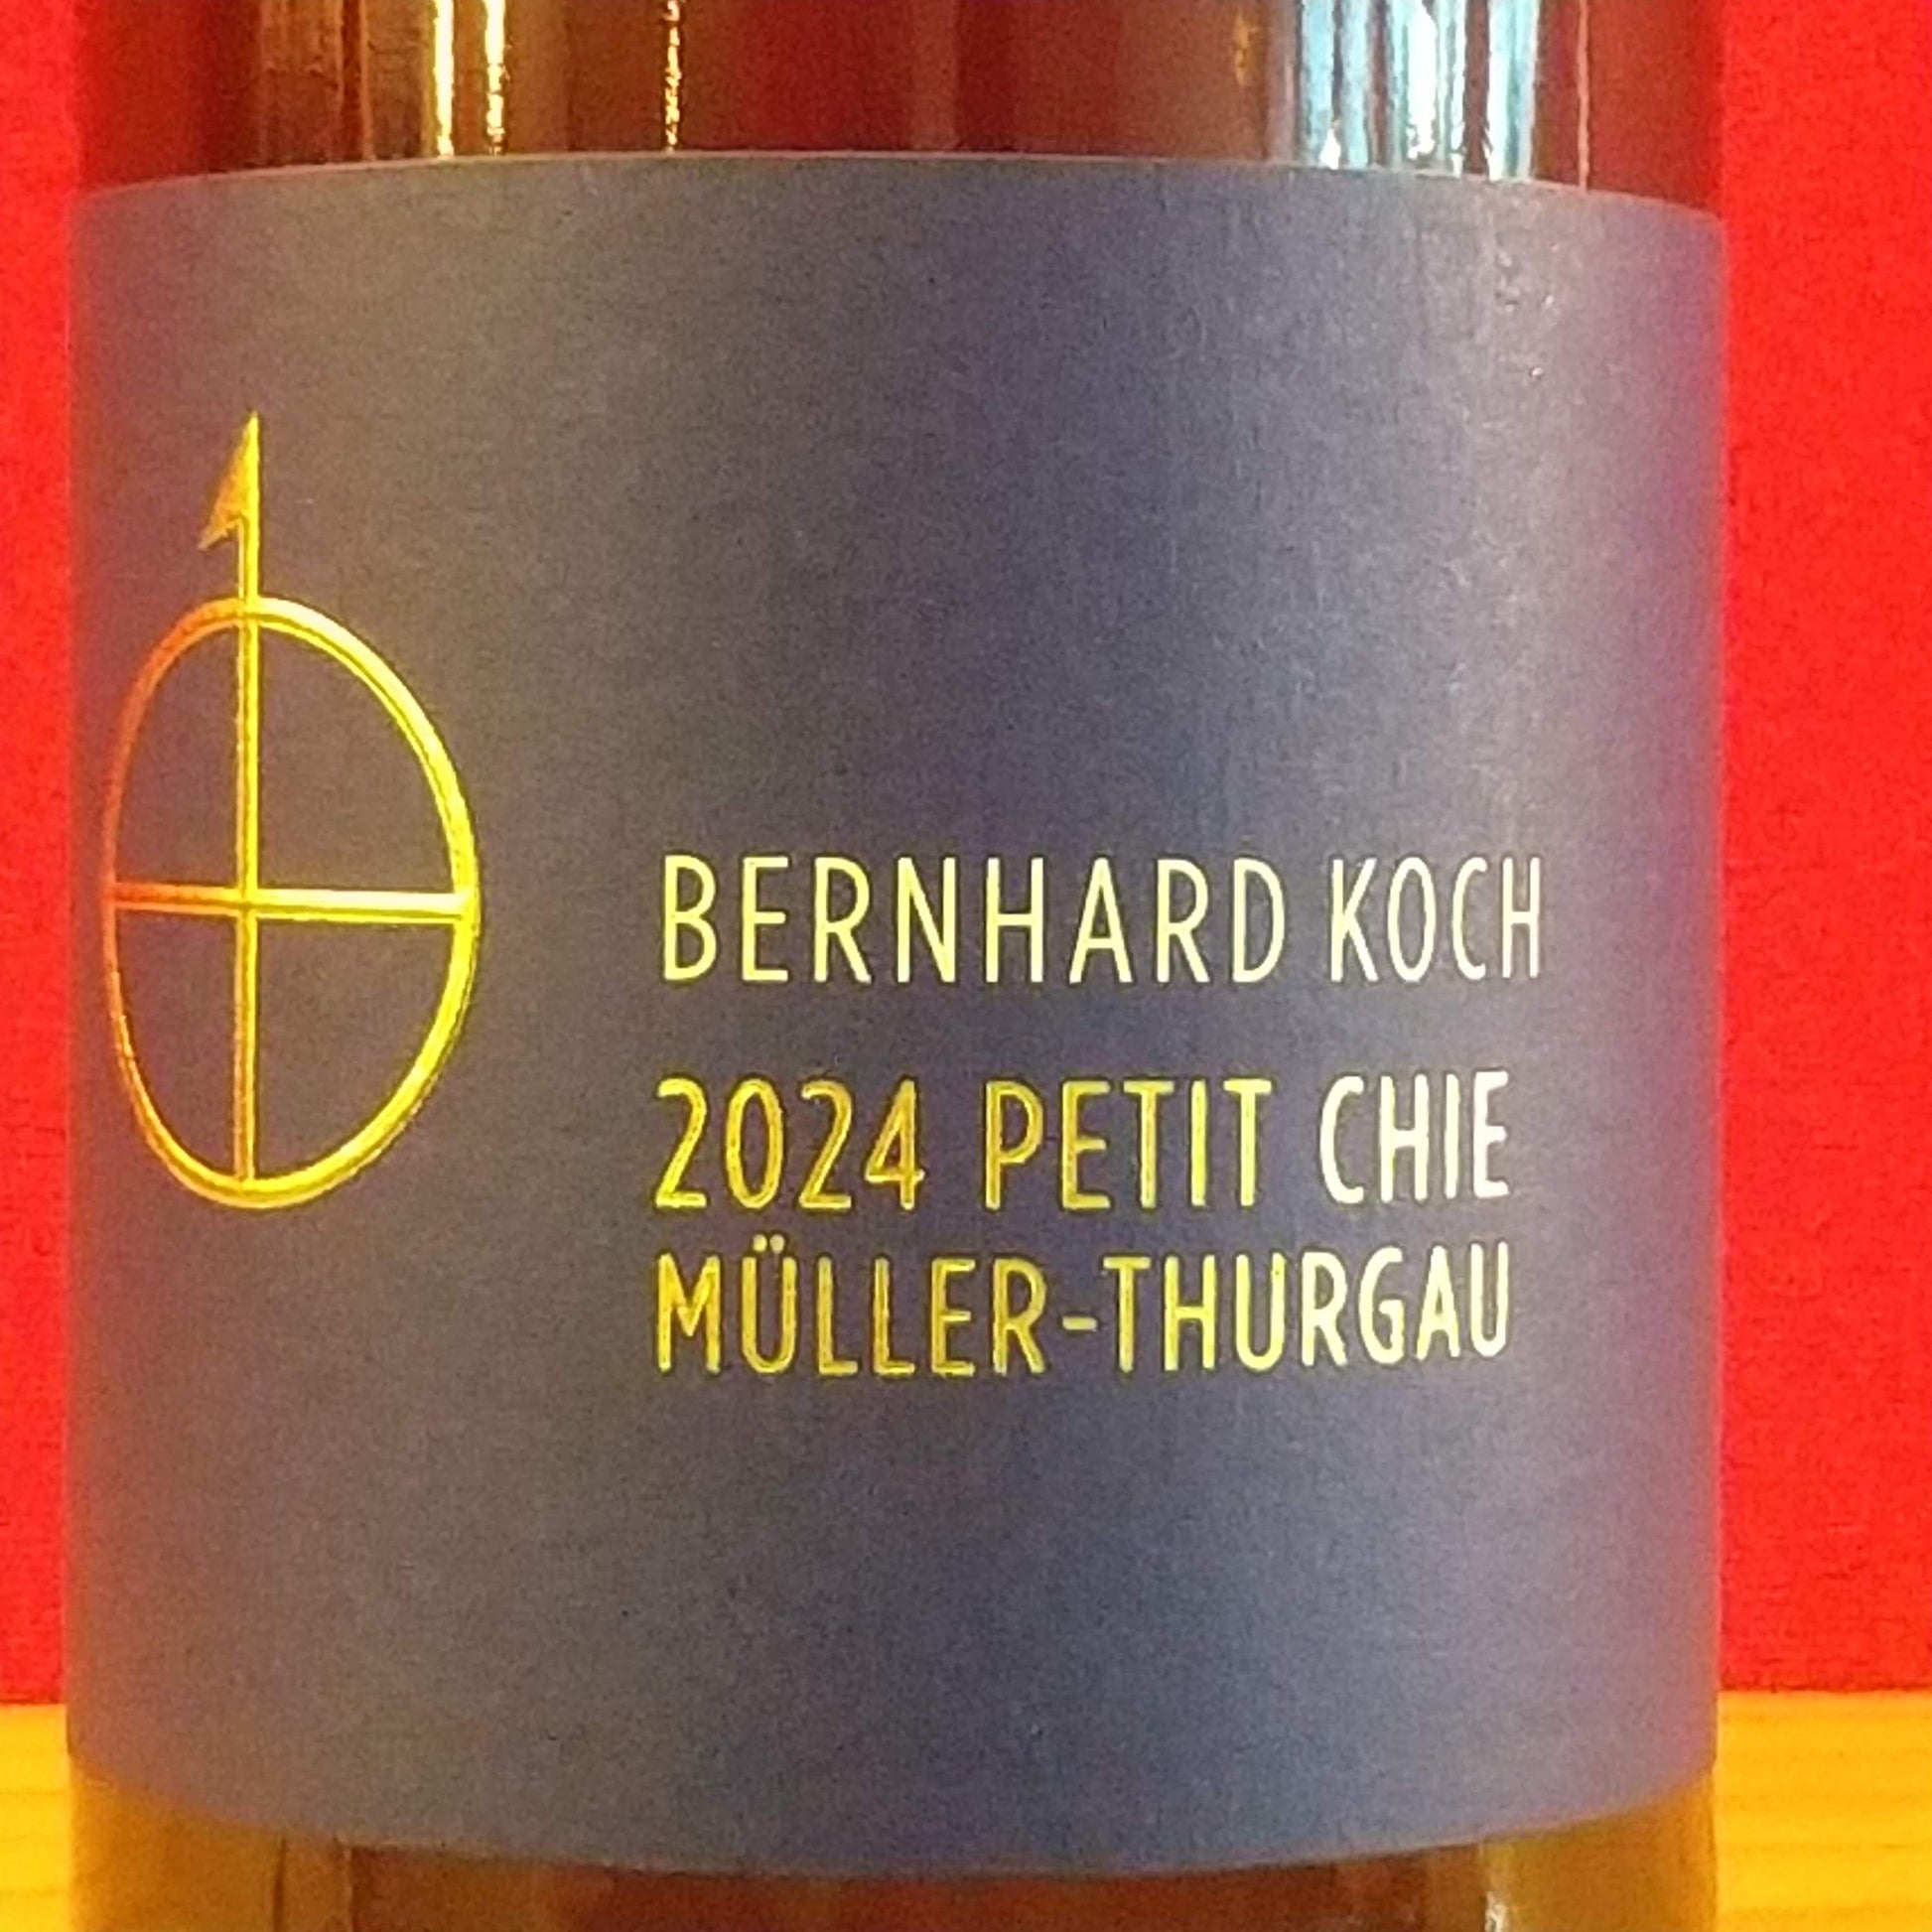 BERNHARD KOCH
2024 PETIT CHIE
MÜLLER-THURGAU